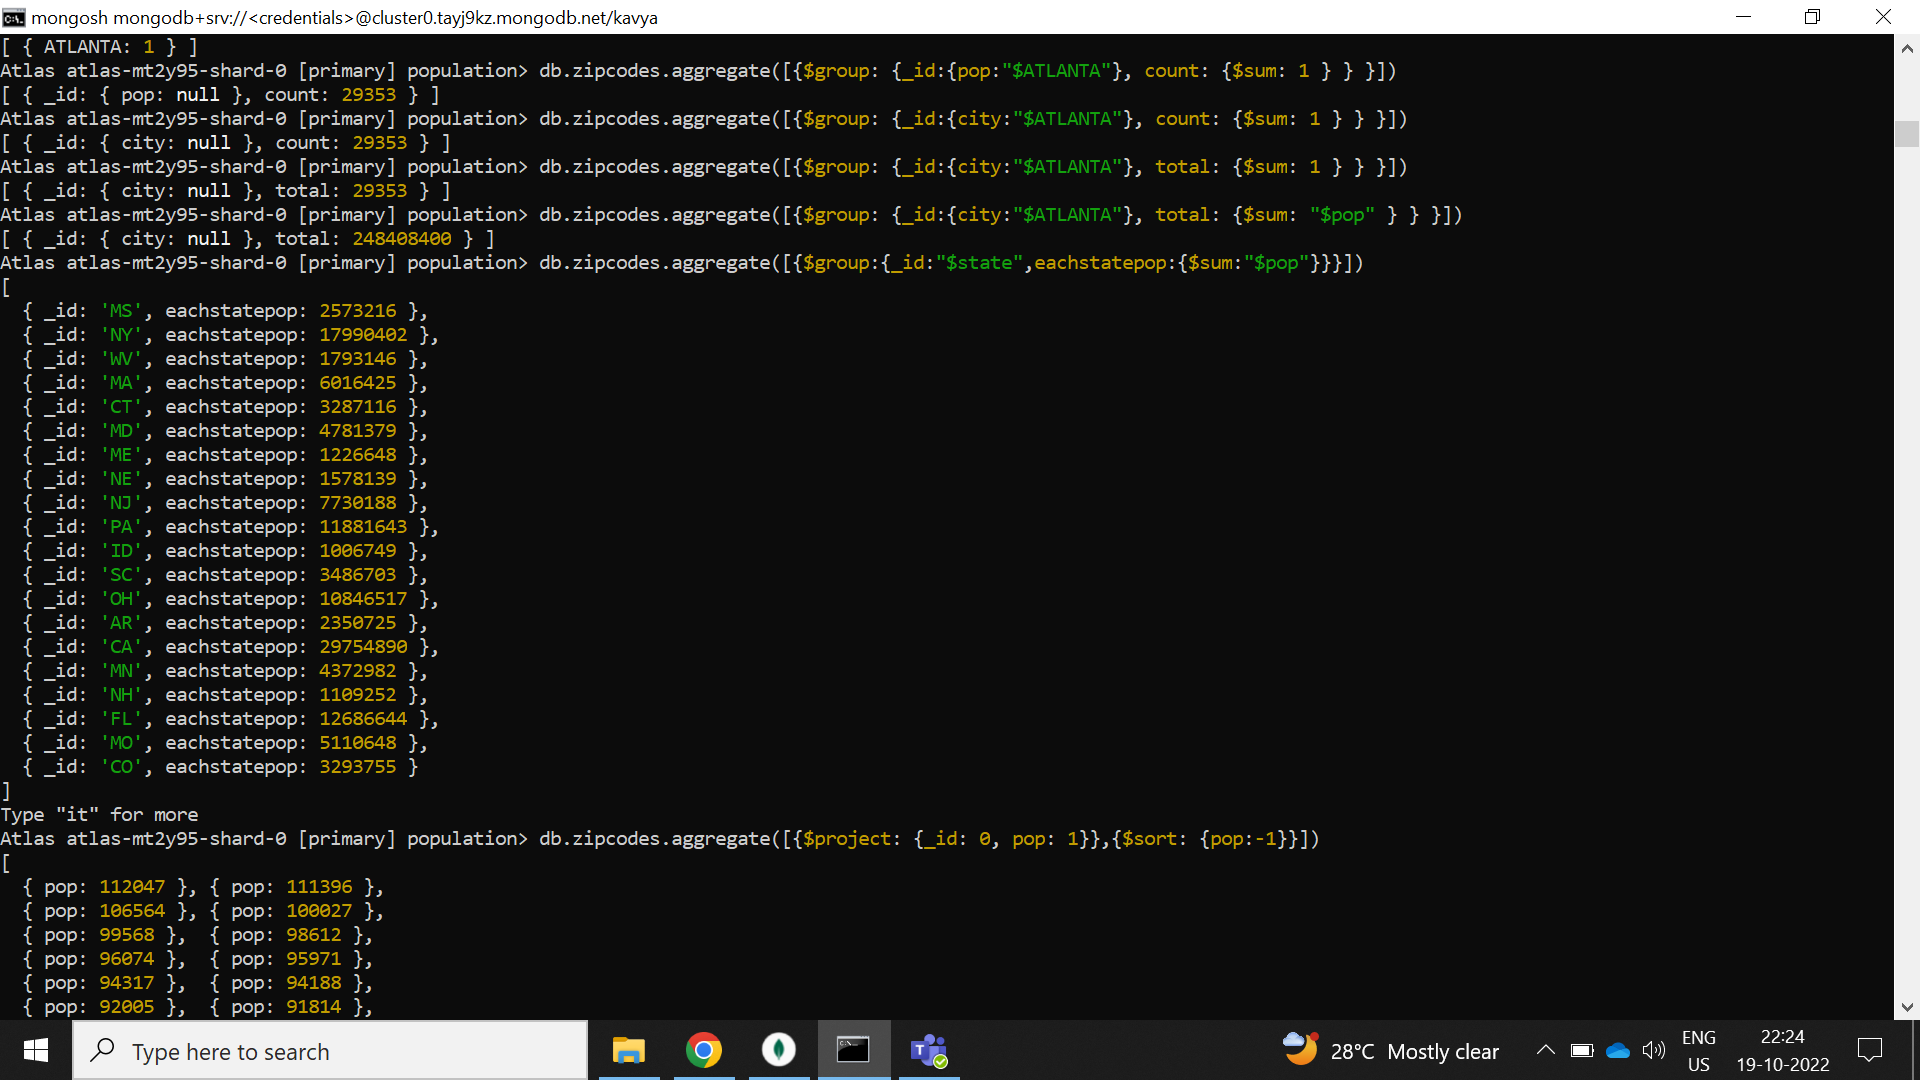 mongosh mongodb+srv://<credentials>@cluster0.tayj9kz.mongodb.net/kavya
[ { ATLANTA: 1 } ]
Atlas atlas-mt2y95-shard-0 [primary] population> db.zipcodes.aggregate([{$group: {_id:{pop:"$ATLANTA"}, count: {$sum: 1 } } }])
[ { _id: { pop: null }, count: 29353 } ]
Atlas atlas-mt2y95-shard-0 [primary] population> db.zipcodes.aggregate([{$group: {_id:{city:"$ATLANTA"}, count: {$sum: 1 } } }])
[ { _id: { city: null }, count: 29353 } ]
Atlas atlas-mt2y95-shard-0 [primary] population> db.zipcodes.aggregate([{$group: {_id:{city:"$ATLANTA"}, total: {$sum: 1 } } }])
[ { _id: { city: null }, total: 29353 } ]
Atlas atlas-mt2y95-shard-0 [primary] population> db.zipcodes.aggregate([{$group: {_id:{city:"$ATLANTA"}, total: {$sum: "$pop" } } }])
[ { _id: { city: null }, total: 248408400 } ]
Atlas atlas-mt2y95-shard-0 [primary] population> db.zipcodes.aggregate([{$group:{_id:"$state",eachstatepop:{$sum:"$pop"}}}])
[
  { _id: 'MS', eachstatepop: 2573216 },
  { _id: 'NY', eachstatepop: 17990402 },
  { _id: 'WV', eachstatepop: 1793146 },
  { _id: 'MA', eachstatepop: 6016425 },
  { _id: 'CT', eachstatepop: 3287116 },
  { _id: 'MD', eachstatepop: 4781379 },
  { _id: 'ME', eachstatepop: 1226648 },
  { _id: 'NE', eachstatepop: 1578139 },
  { _id: 'NJ', eachstatepop: 7730188 },
  { _id: 'PA', eachstatepop: 11881643 },
  { _id: 'ID', eachstatepop: 1006749 },
  { _id: 'SC', eachstatepop: 3486703 },
  { _id: 'OH', eachstatepop: 10846517 },
  { _id: 'AR', eachstatepop: 2350725 },
  { _id: 'CA', eachstatepop: 29754890 },
  { _id: 'MN', eachstatepop: 4372982 },
  { _id: 'NH', eachstatepop: 1109252 },
  { _id: 'FL', eachstatepop: 12686644 },
  { _id: 'MO', eachstatepop: 5110648 },
  { _id: 'CO', eachstatepop: 3293755 }
]
Type "it" for more
Atlas atlas-mt2y95-shard-0 [primary] population> db.zipcodes.aggregate([{$project: {_id: 0, pop: 1}},{$sort: {pop:-1}}])
[
  { pop: 112047 }, { pop: 111396 },
  { pop: 106564 }, { pop: 100027 },
  { pop: 99568 },  { pop: 98612 },
  { pop: 96074 },  { pop: 95971 },
  { pop: 94317 },  { pop: 94188 },
  { pop: 92005 },  { pop: 91814 },
Type here to search
28°C Mostly clear
ENG
US
22:24
19-10-2022